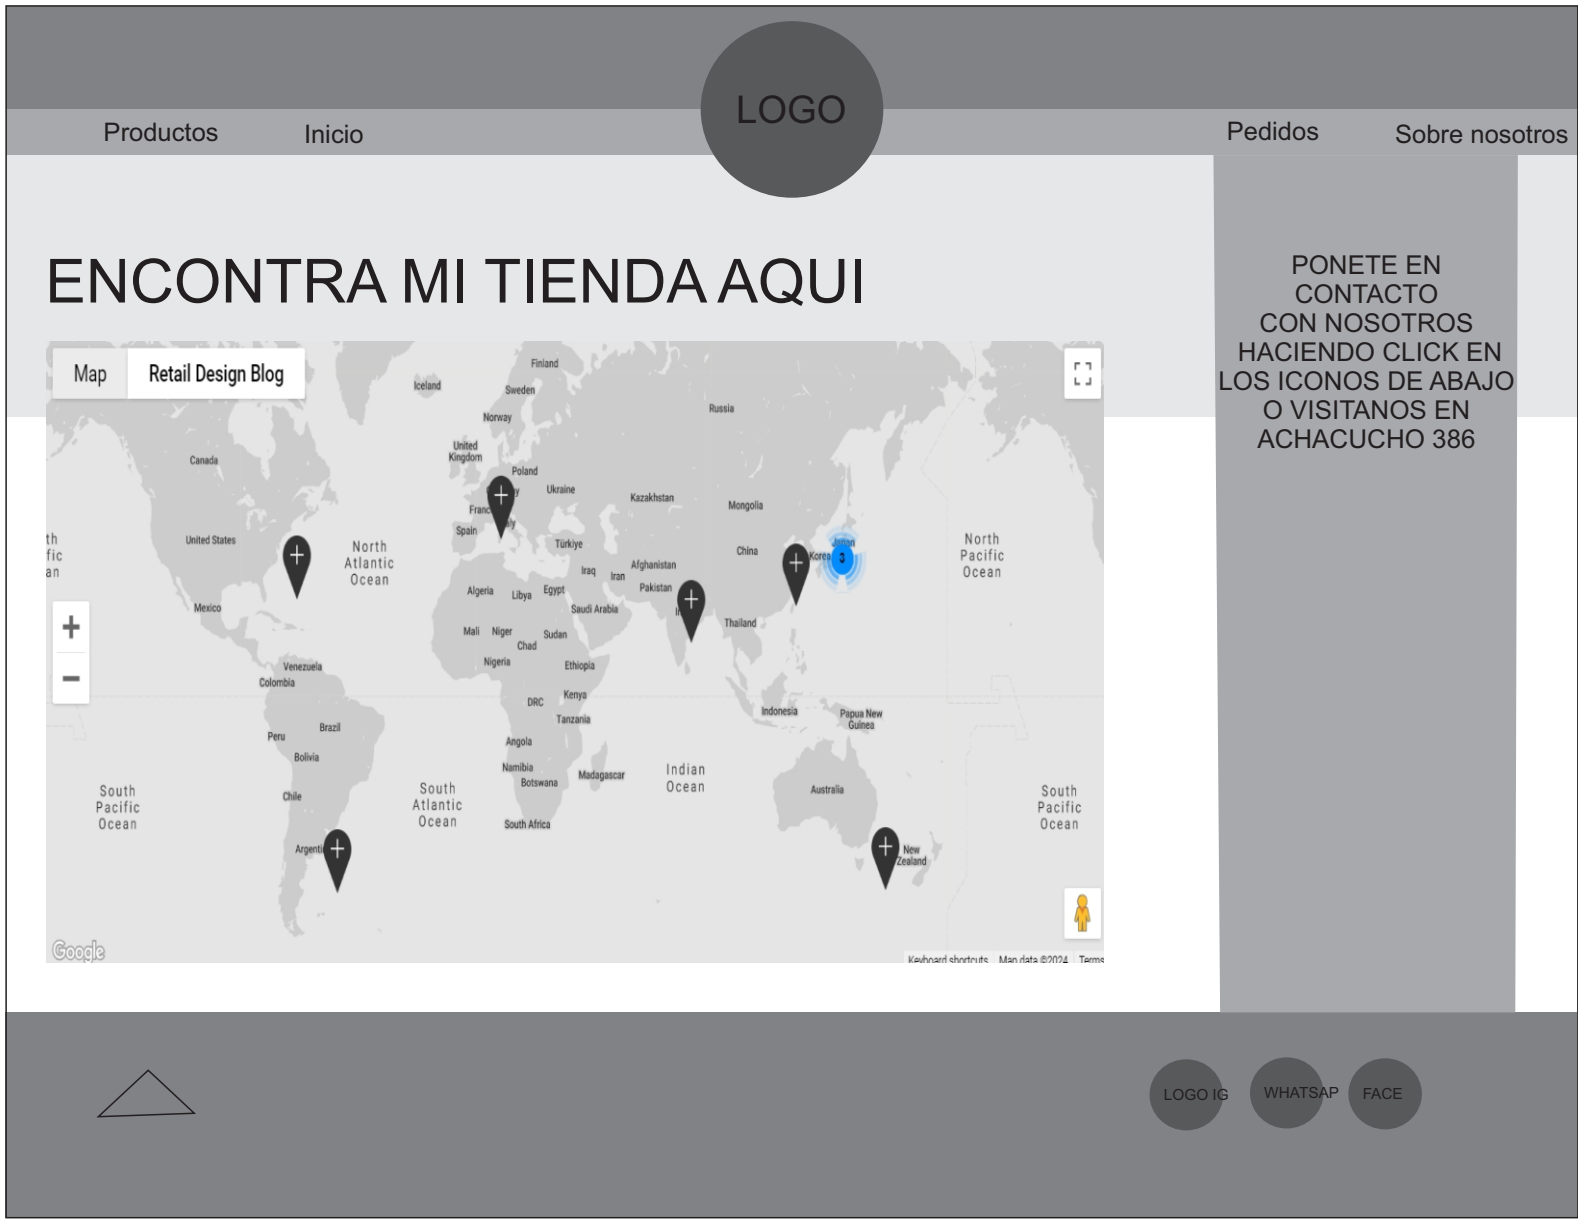 LOGO
Productos
Inicio
Pedidos
Sobre nosotros
ENCONTRA MI TIENDA AQUI
PONETE EN
CONTACTO
CON NOSOTROS
HACIENDO CLICK EN
LOS ICONOS DE ABAJO
O VISITANOS EN
ACHACUCHO 386
Map
Retail Design Blog
Finland
Iceland
Sweden
Russia
Norway
United
Kingdom
Canada
Poland
Ukraine
Kazakhstan
Mongolia
Spain
United States
North
Atlantic
Ocean
Türkiye
China
Korea
Japan
3
North
Pacific
Ocean
Iraq
Iran
Afghanistan
Pakistan
Algeria
Libya
Egypt
Saudi Arabia
Mexico
Thailand
Mali
Niger
Chad
Sudan
Nigeria
Ethiopia
Venezuela
Colombia
DRC
Kenya
Tanzania
Indonesia
Papua New
Guinea
Brazil
Peru
Bolivia
Angola
Namibia
Botswana
Madagascar
Indian
Ocean
Australia
South
Pacific
Ocean
Chile
South
Atlantic
Ocean
South Africa
South
Pacific
Ocean
Argenti
New
Zealand
Google
Keyboard shortcuts
Map data ©2024
Terms
LOGO IG
WHATSAP
FACE